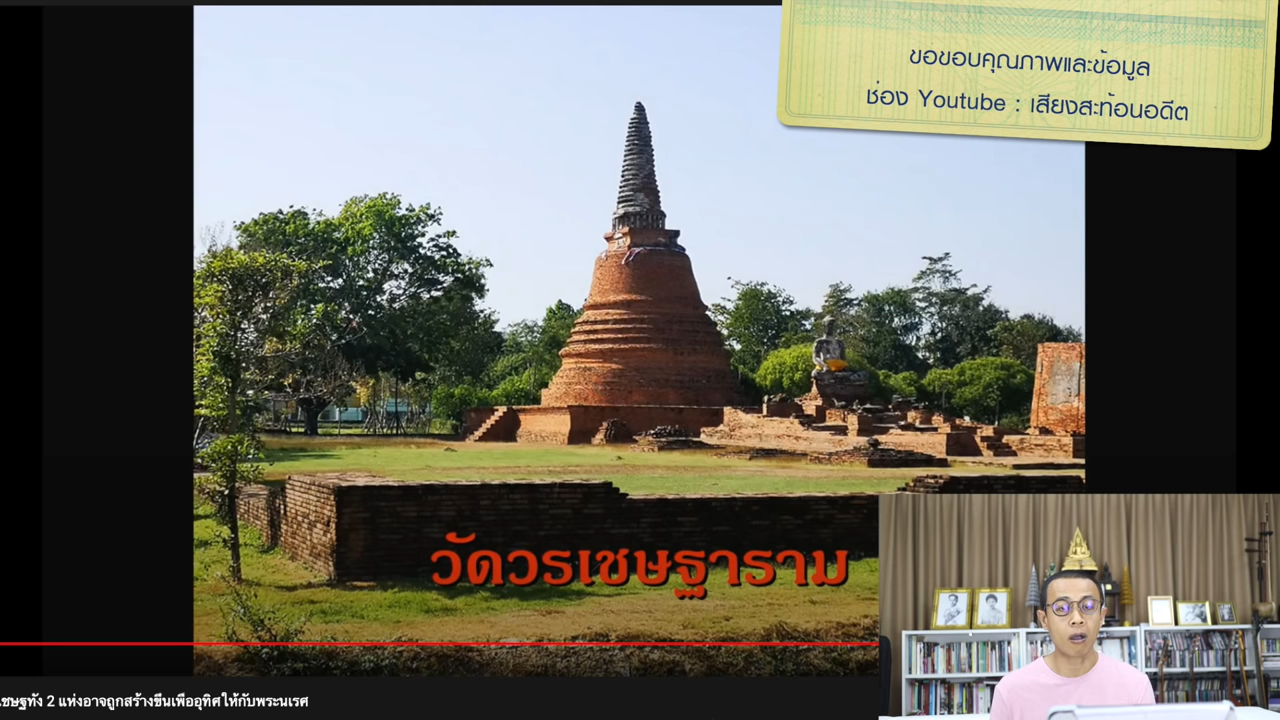 ขอขอบคุณภาพและข้อมูล
ช่อง Youtube : เสียงสะท้อนอดีต
วัดวรเชษฐาราม
เชษฐทั้ง 2 แห่งอาจถูกสร้างขึ้นเพื่ออุทิศให้กับพระนเรศ